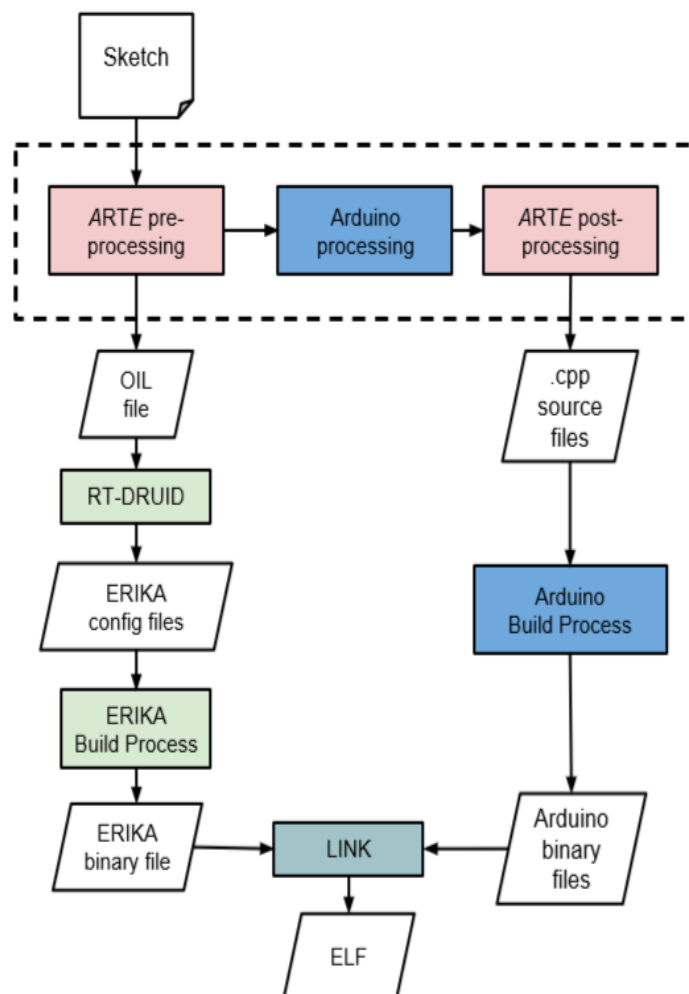 Sketch
ARTE pre-
processing
Arduino
processing
ARTE post-
processing
OIL
file
.cpp
source
files
RT-DRUID
ERIKA
config files
Arduino
Build Process
ERIKA
Build Process
ERIKA
binary file
LINK
Arduino
binary
files
ELF